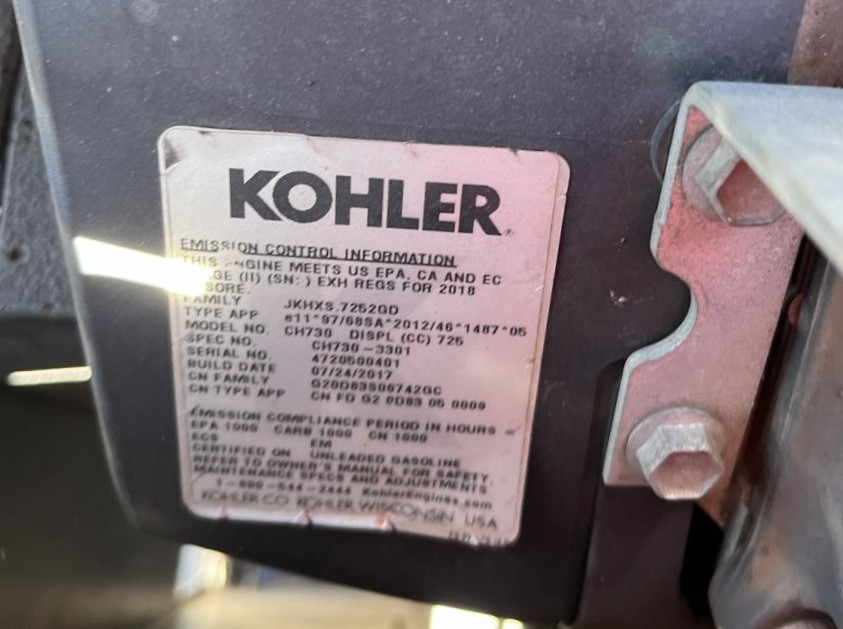 KOHLER®
EMISSION CONTROL INFORMATION
THIS ENGINE MEETS US EPA, CA AND EC
(II) (SN: ) EXH REGS FOR 2018
FAMILY JKHXS.7252GD
TYPE APP e11*97/68SA*2012/46*1487*05
MODEL NO. CH730 DISPL (CC) 725
SPEC NO. CH730-3301
SERIAL NO. 4720500401
BUILD DATE 07/24/2017
CN FAMILY
CN TYPE APP CN FD G2 0D83 05 0009
EMISSION COMPLIANCE PERIOD IN HOURS =
EPA 1000 CARB 1000 CN 1000
ECS EM
CERTIFIED ON UNLEADED GASOLINE
REFER TO OWNER'S MANUAL FOR SAFETY,
MAINTENANCE SPECS AND ADJUSTMENTS
1-800-544-2444 KohlerEngines.com
KOHLER CO. KOHLER WISCONSIN USA